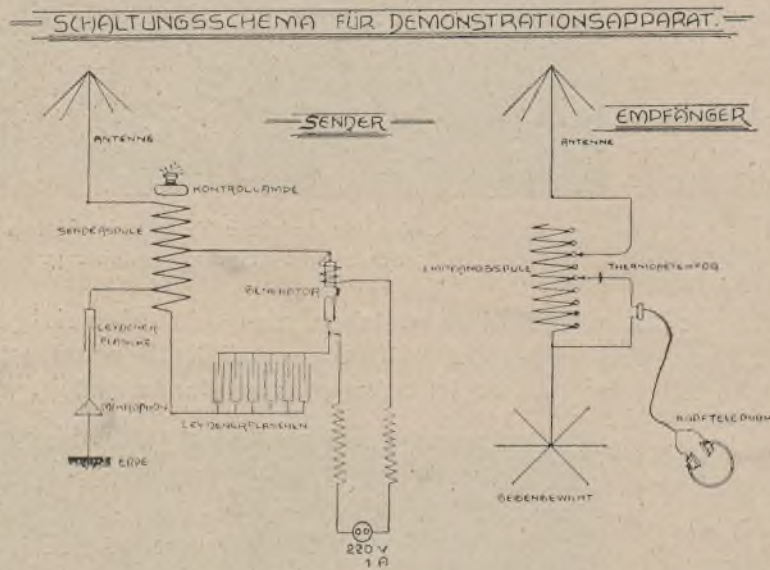 SCHALTUNGSSCHEMA FÜR DEMONSTRATIONSAPPARAT.
SENDER
ANTENNE
KONTROLLAMPE
SENDERSPULE
GENERATOR
LEYDENER
FLASCHE
MIKROPHON
LEYDENERFLASCHEN
ERDE
220 V
1 A
EMPFÄNGER
ANTENNE
EMPFANGSSPULE
THERMODETEKTOR
KOPFTELEPHON
GEGENGEWICHT